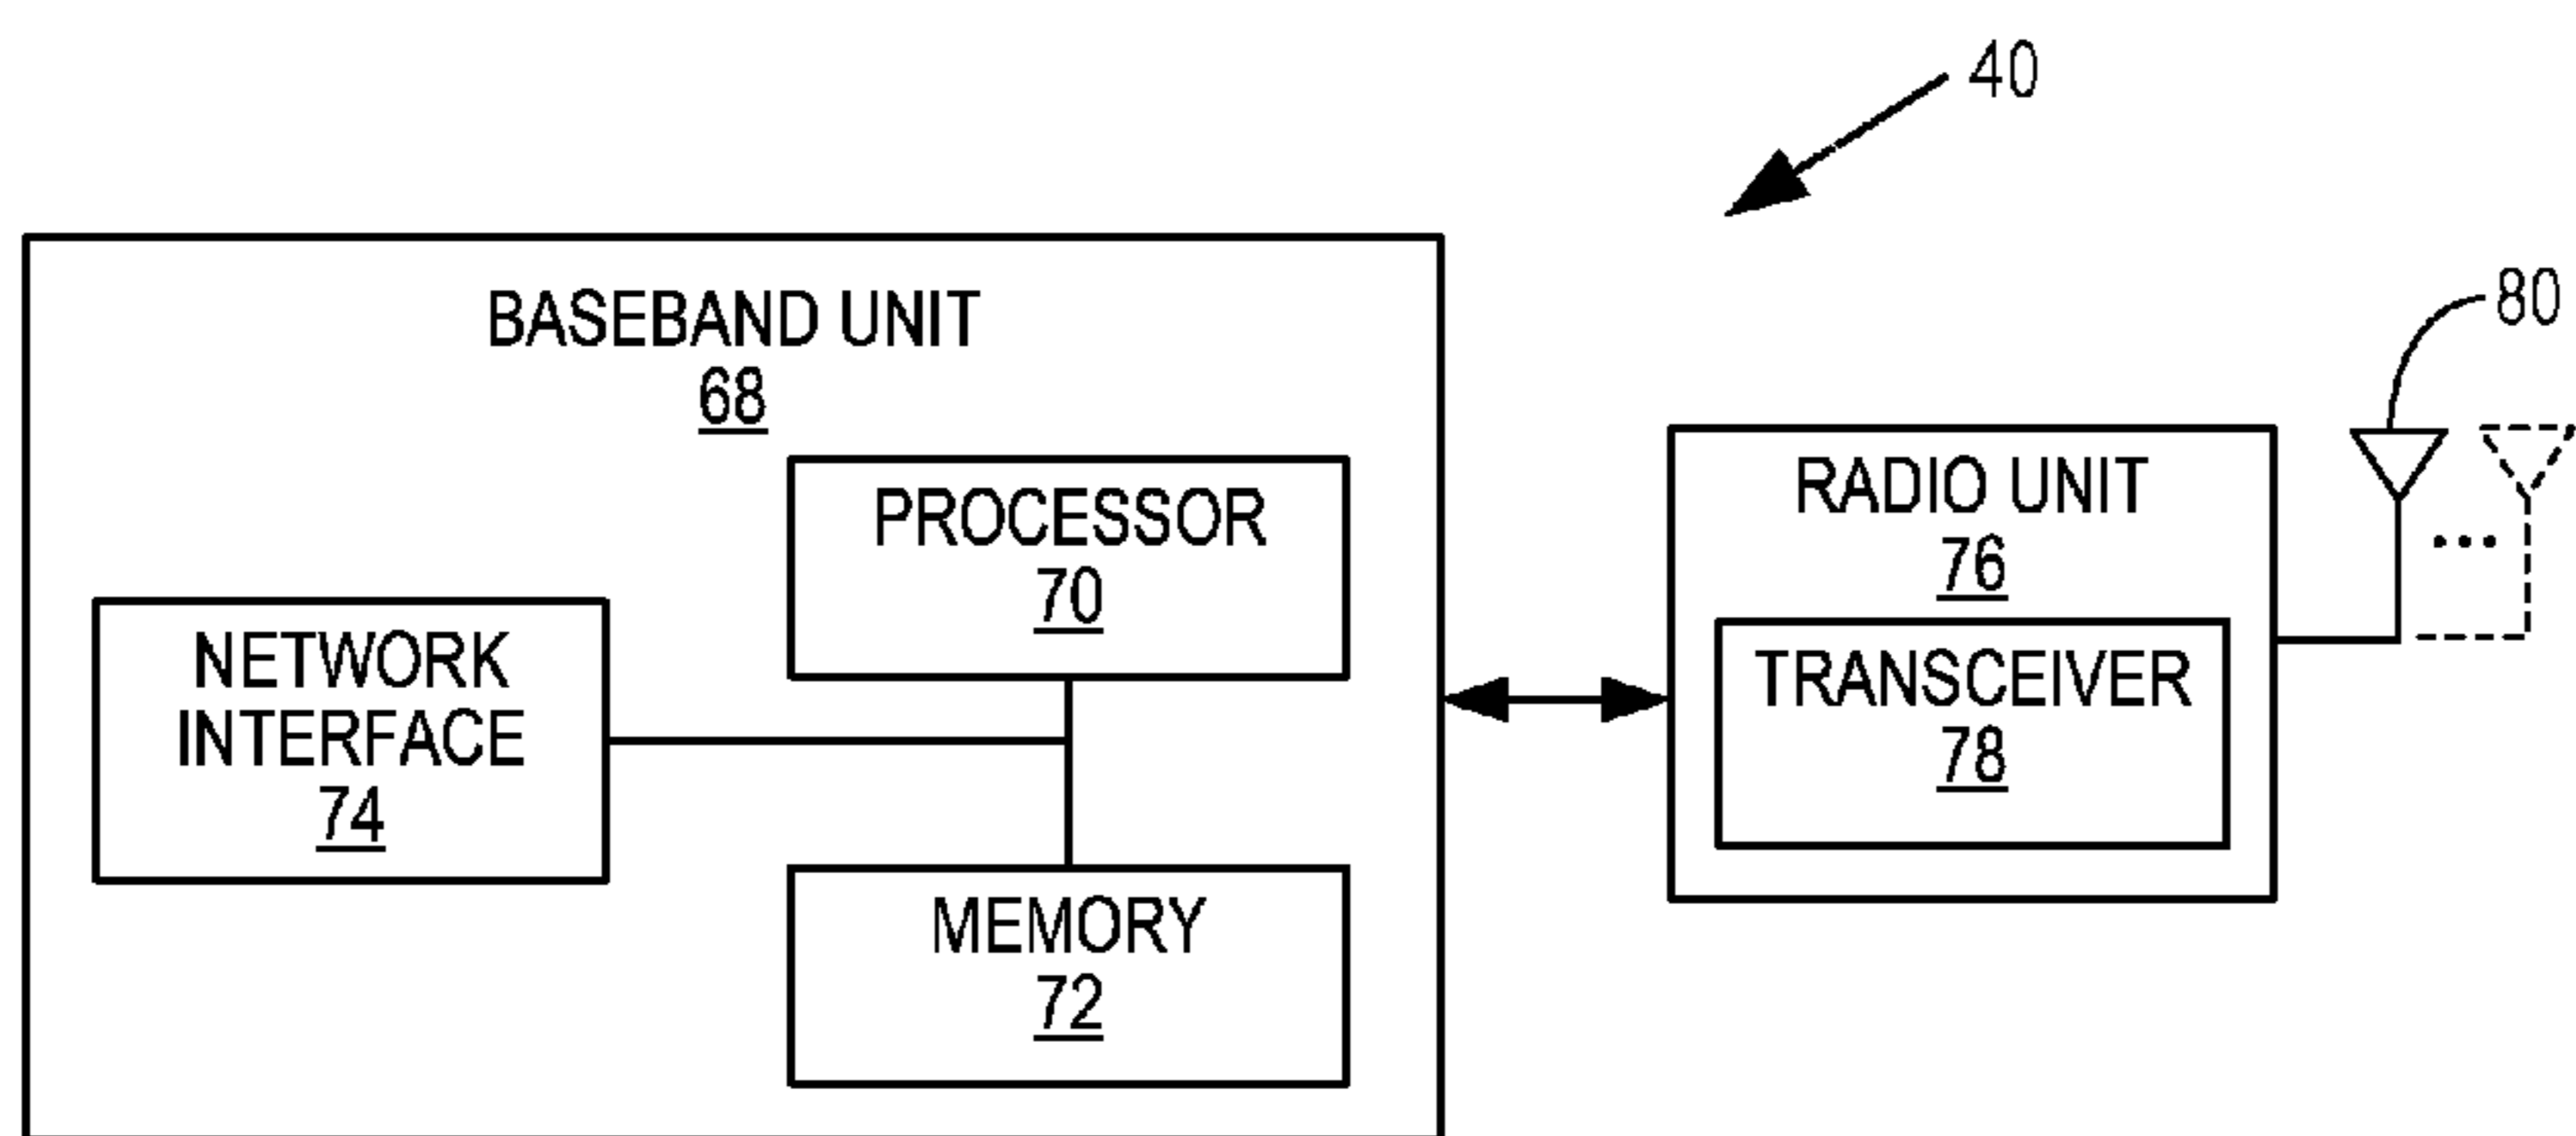 40
80
BASEBAND UNIT
68
PROCESSOR
70
NETWORK
INTERFACE
74
MEMORY
72
RADIO UNIT
76
TRANSCEIVER
78